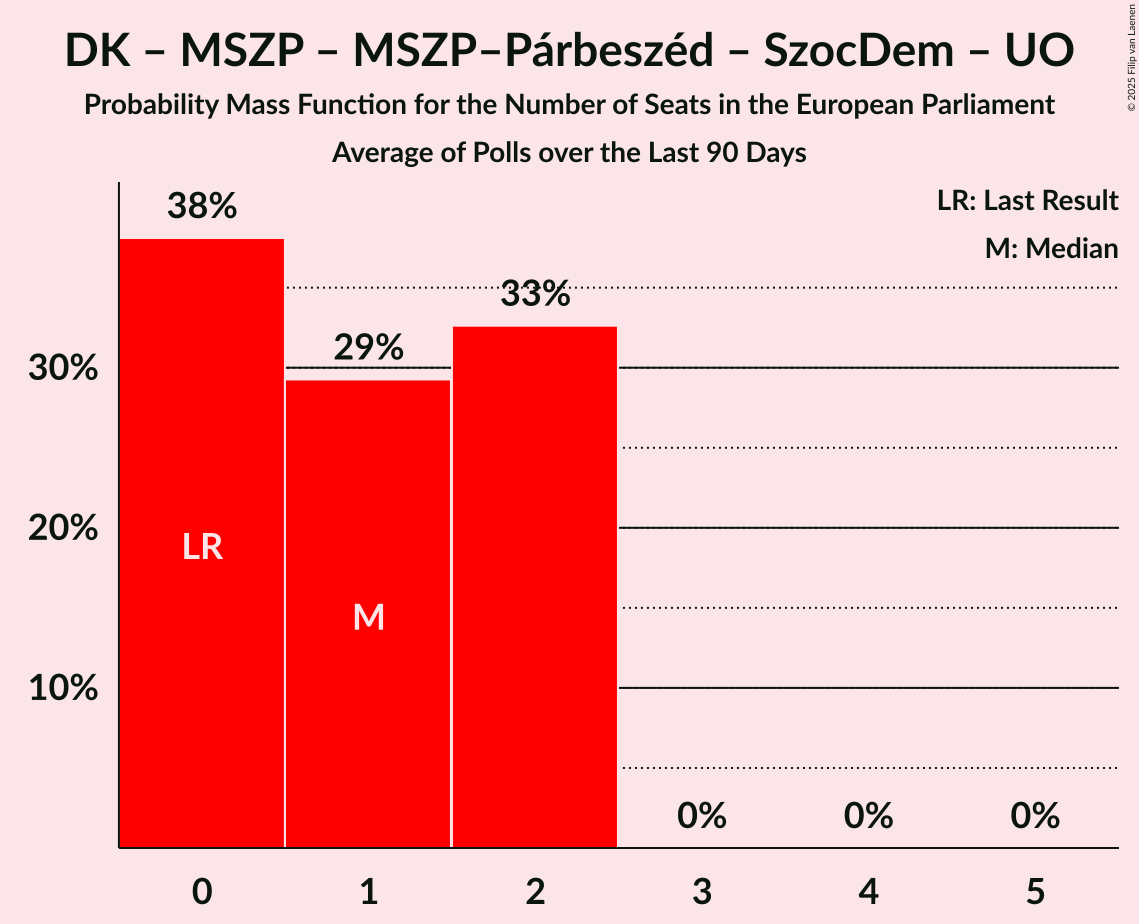 DK – MSZP – MSZP–Párbeszéd – SzocDem – UO
Probability Mass Function for the Number of Seats in the European Parliament
Average of Polls over the Last 90 Days
© 2025 Filip van Laenen
LR: Last Result
M: Median
38%
33%
29%
30%
20%
10%
LR
M
0%
0%
0%
0
1
2
3
4
5